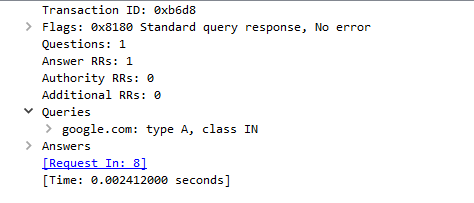 Transaction ID: 0xb6d8
Flags: 0x8180 Standard query response, No error
Questions: 1
Answer RRs: 1
Authority RRs: 0
Additional RRs: 0
Queries
google.com: type A, class IN
Answers
[Request In: 8]
[Time: 0.002412000 seconds]